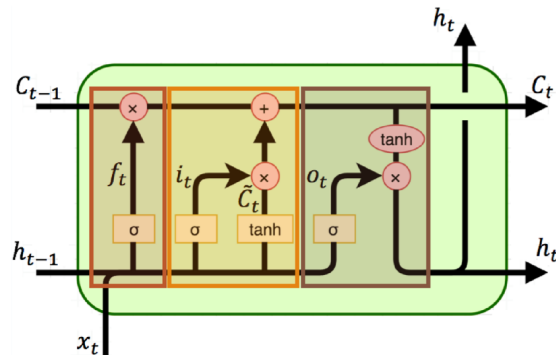 h_t
C_{t-1}
×
+
C_t
tanh
f_t
i_t
×
o_t
×
C̃_t
σ
σ
tanh
σ
h_{t-1}
h_t
x_t